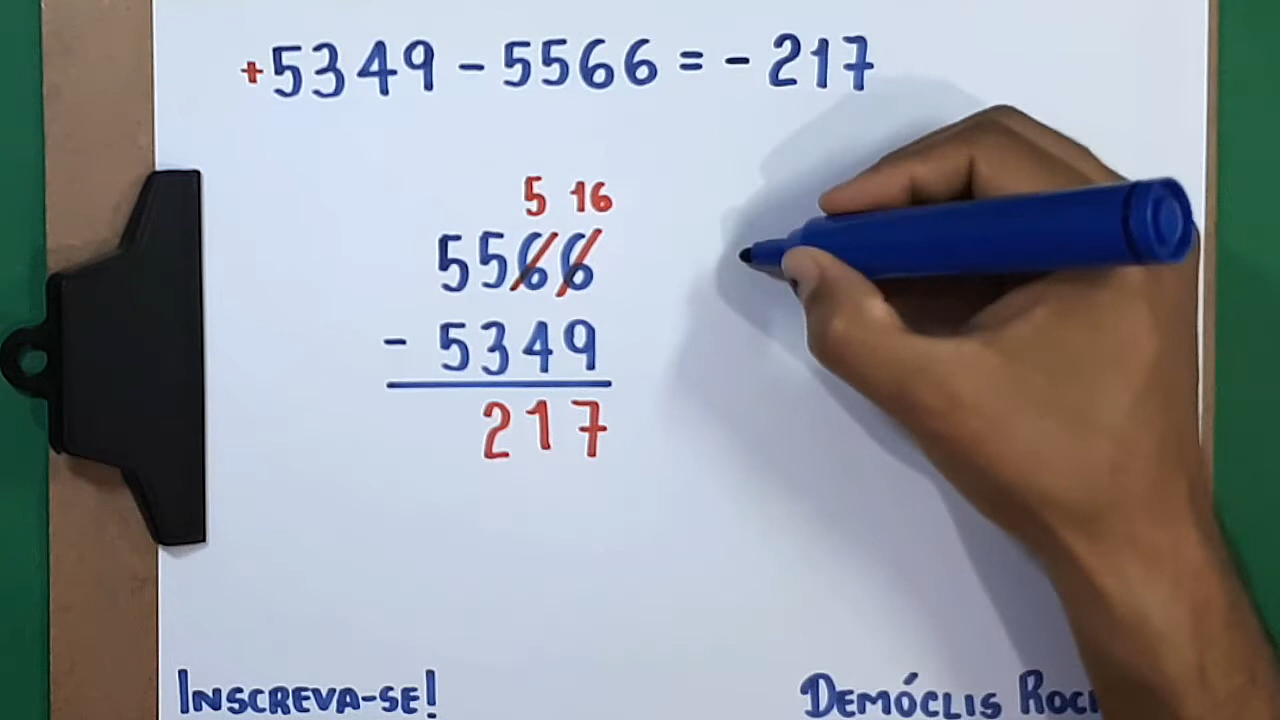 +5349 - 5566 = - 217
5 16
5566
- 5349
217
INSCREVA-SE!
DEMÓCLIS